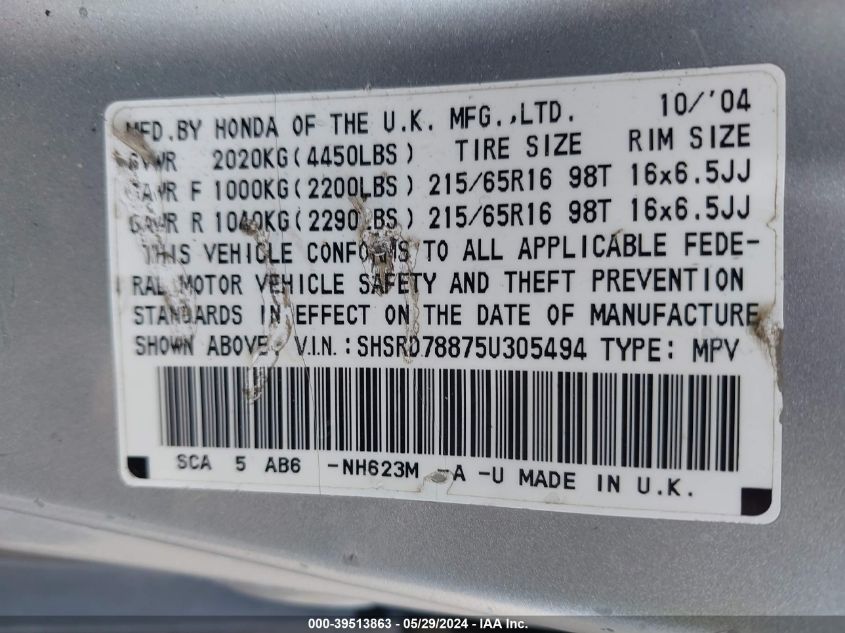 MFD.BY HONDA OF THE U.K. MFG.,LTD. 10/'04
GVWR 2020KG(4450LBS) TIRE SIZE RIM SIZE
GAWR F 1000KG(2200LBS) 215/65R16 98T 16x6.5JJ
GAWR R 1040KG(2290LBS) 215/65R16 98T 16x6.5JJ
THIS VEHICLE CONFORMS TO ALL APPLICABLE FEDE-
RAL MOTOR VEHICLE SAFETY AND THEFT PREVENTION
STANDARDS IN EFFECT ON THE DATE OF MANUFACTURE
SHOWN ABOVE. V.I.N.:SHSRD78875U305494 TYPE: MPV
SCA 5 AB6 -NH623M -A -U MADE IN U.K.
000-39513863 - 05/29/2024 - IAA Inc.